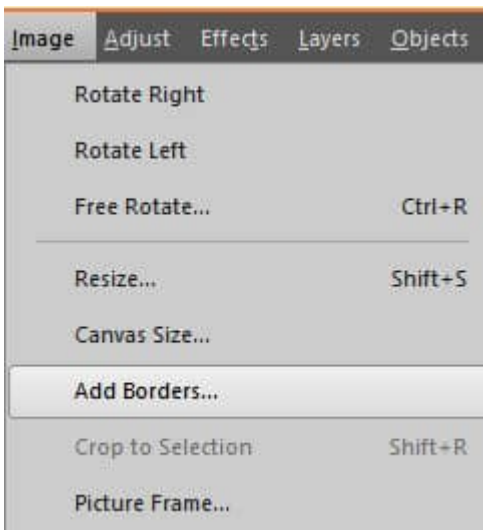 Image Adjust Effects Layers Objects
Rotate Right
Rotate Left
Free Rotate... Ctrl+R
Resize... Shift+S
Canvas Size...
Add Borders...
Crop to Selection Shift+R
Picture Frame...